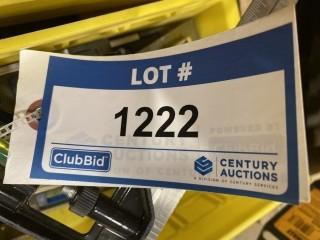 LOT #
1222
ClubBid
CENTURY
AUCTIONS
A DIVISION OF CENTURY SERVICES